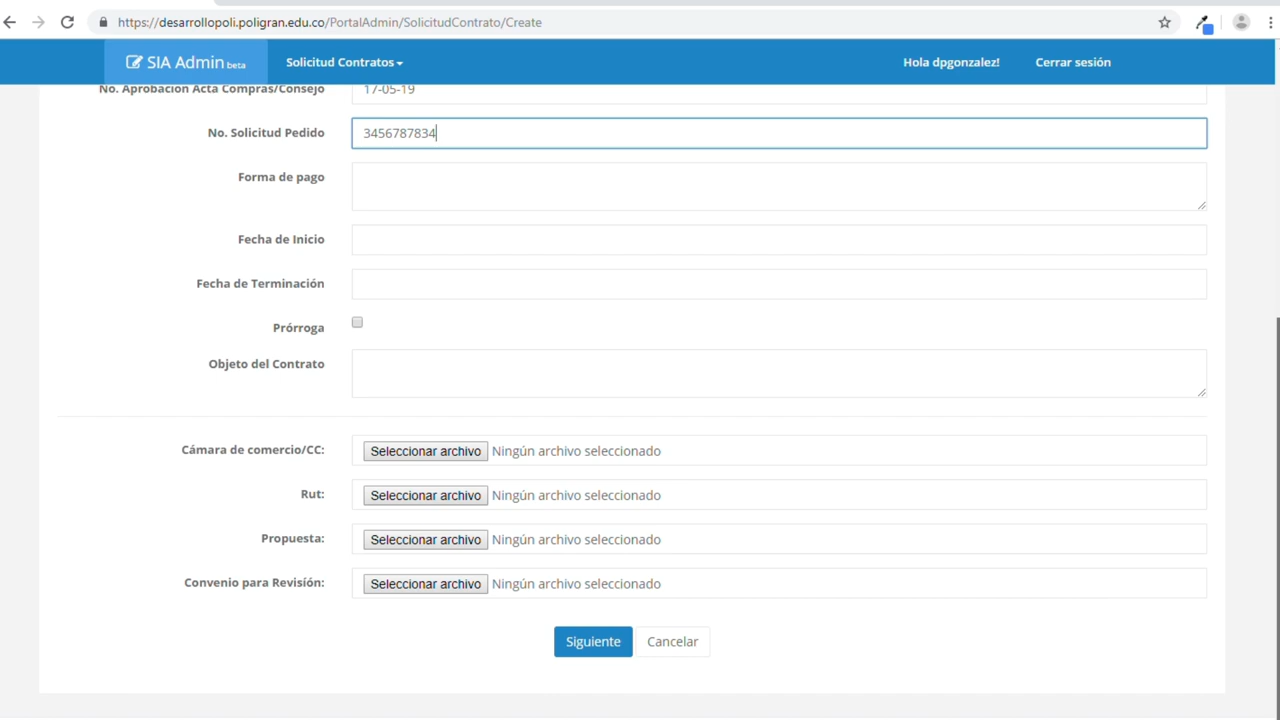 https://desarrollopoli.poligran.edu.co/PortalAdmin/SolicitudContrato/Create
SIA Admin beta Solicitud Contratos Hola dpgonzalez! Cerrar sesión
No. Aprobación Acta Compras/Consejo 17-05-19
No. Solicitud Pedido 3456787834
Forma de pago
Fecha de Inicio
Fecha de Terminación
Prórroga
Objeto del Contrato
Cámara de comercio/CC: Seleccionar archivo Ningún archivo seleccionado
Rut: Seleccionar archivo Ningún archivo seleccionado
Propuesta: Seleccionar archivo Ningún archivo seleccionado
Convenio para Revisíón: Seleccionar archivo Ningún archivo seleccionado
Siguiente Cancelar